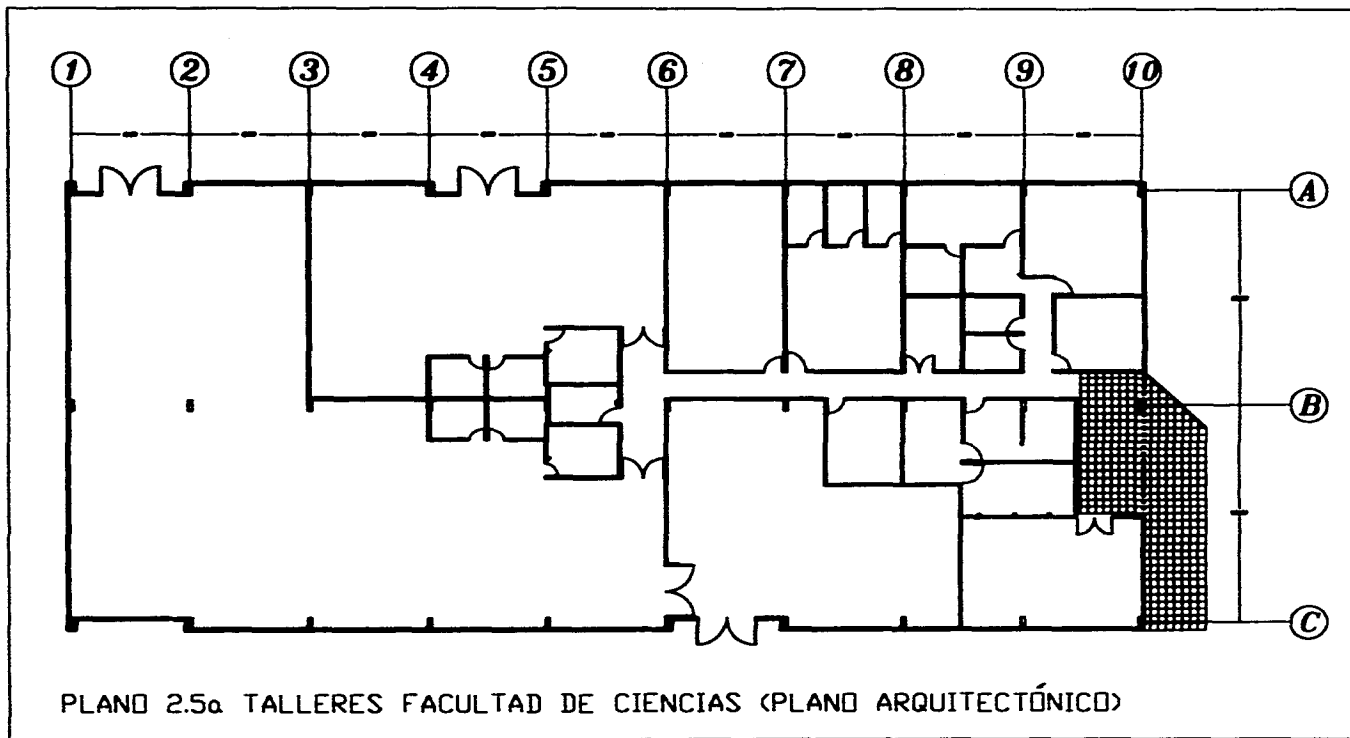 1 2 3 4 5 6 7 8 9 10
A
B
C
PLANO 2.5a TALLERES FACULTAD DE CIENCIAS (PLANO ARQUITECTÓNICO)